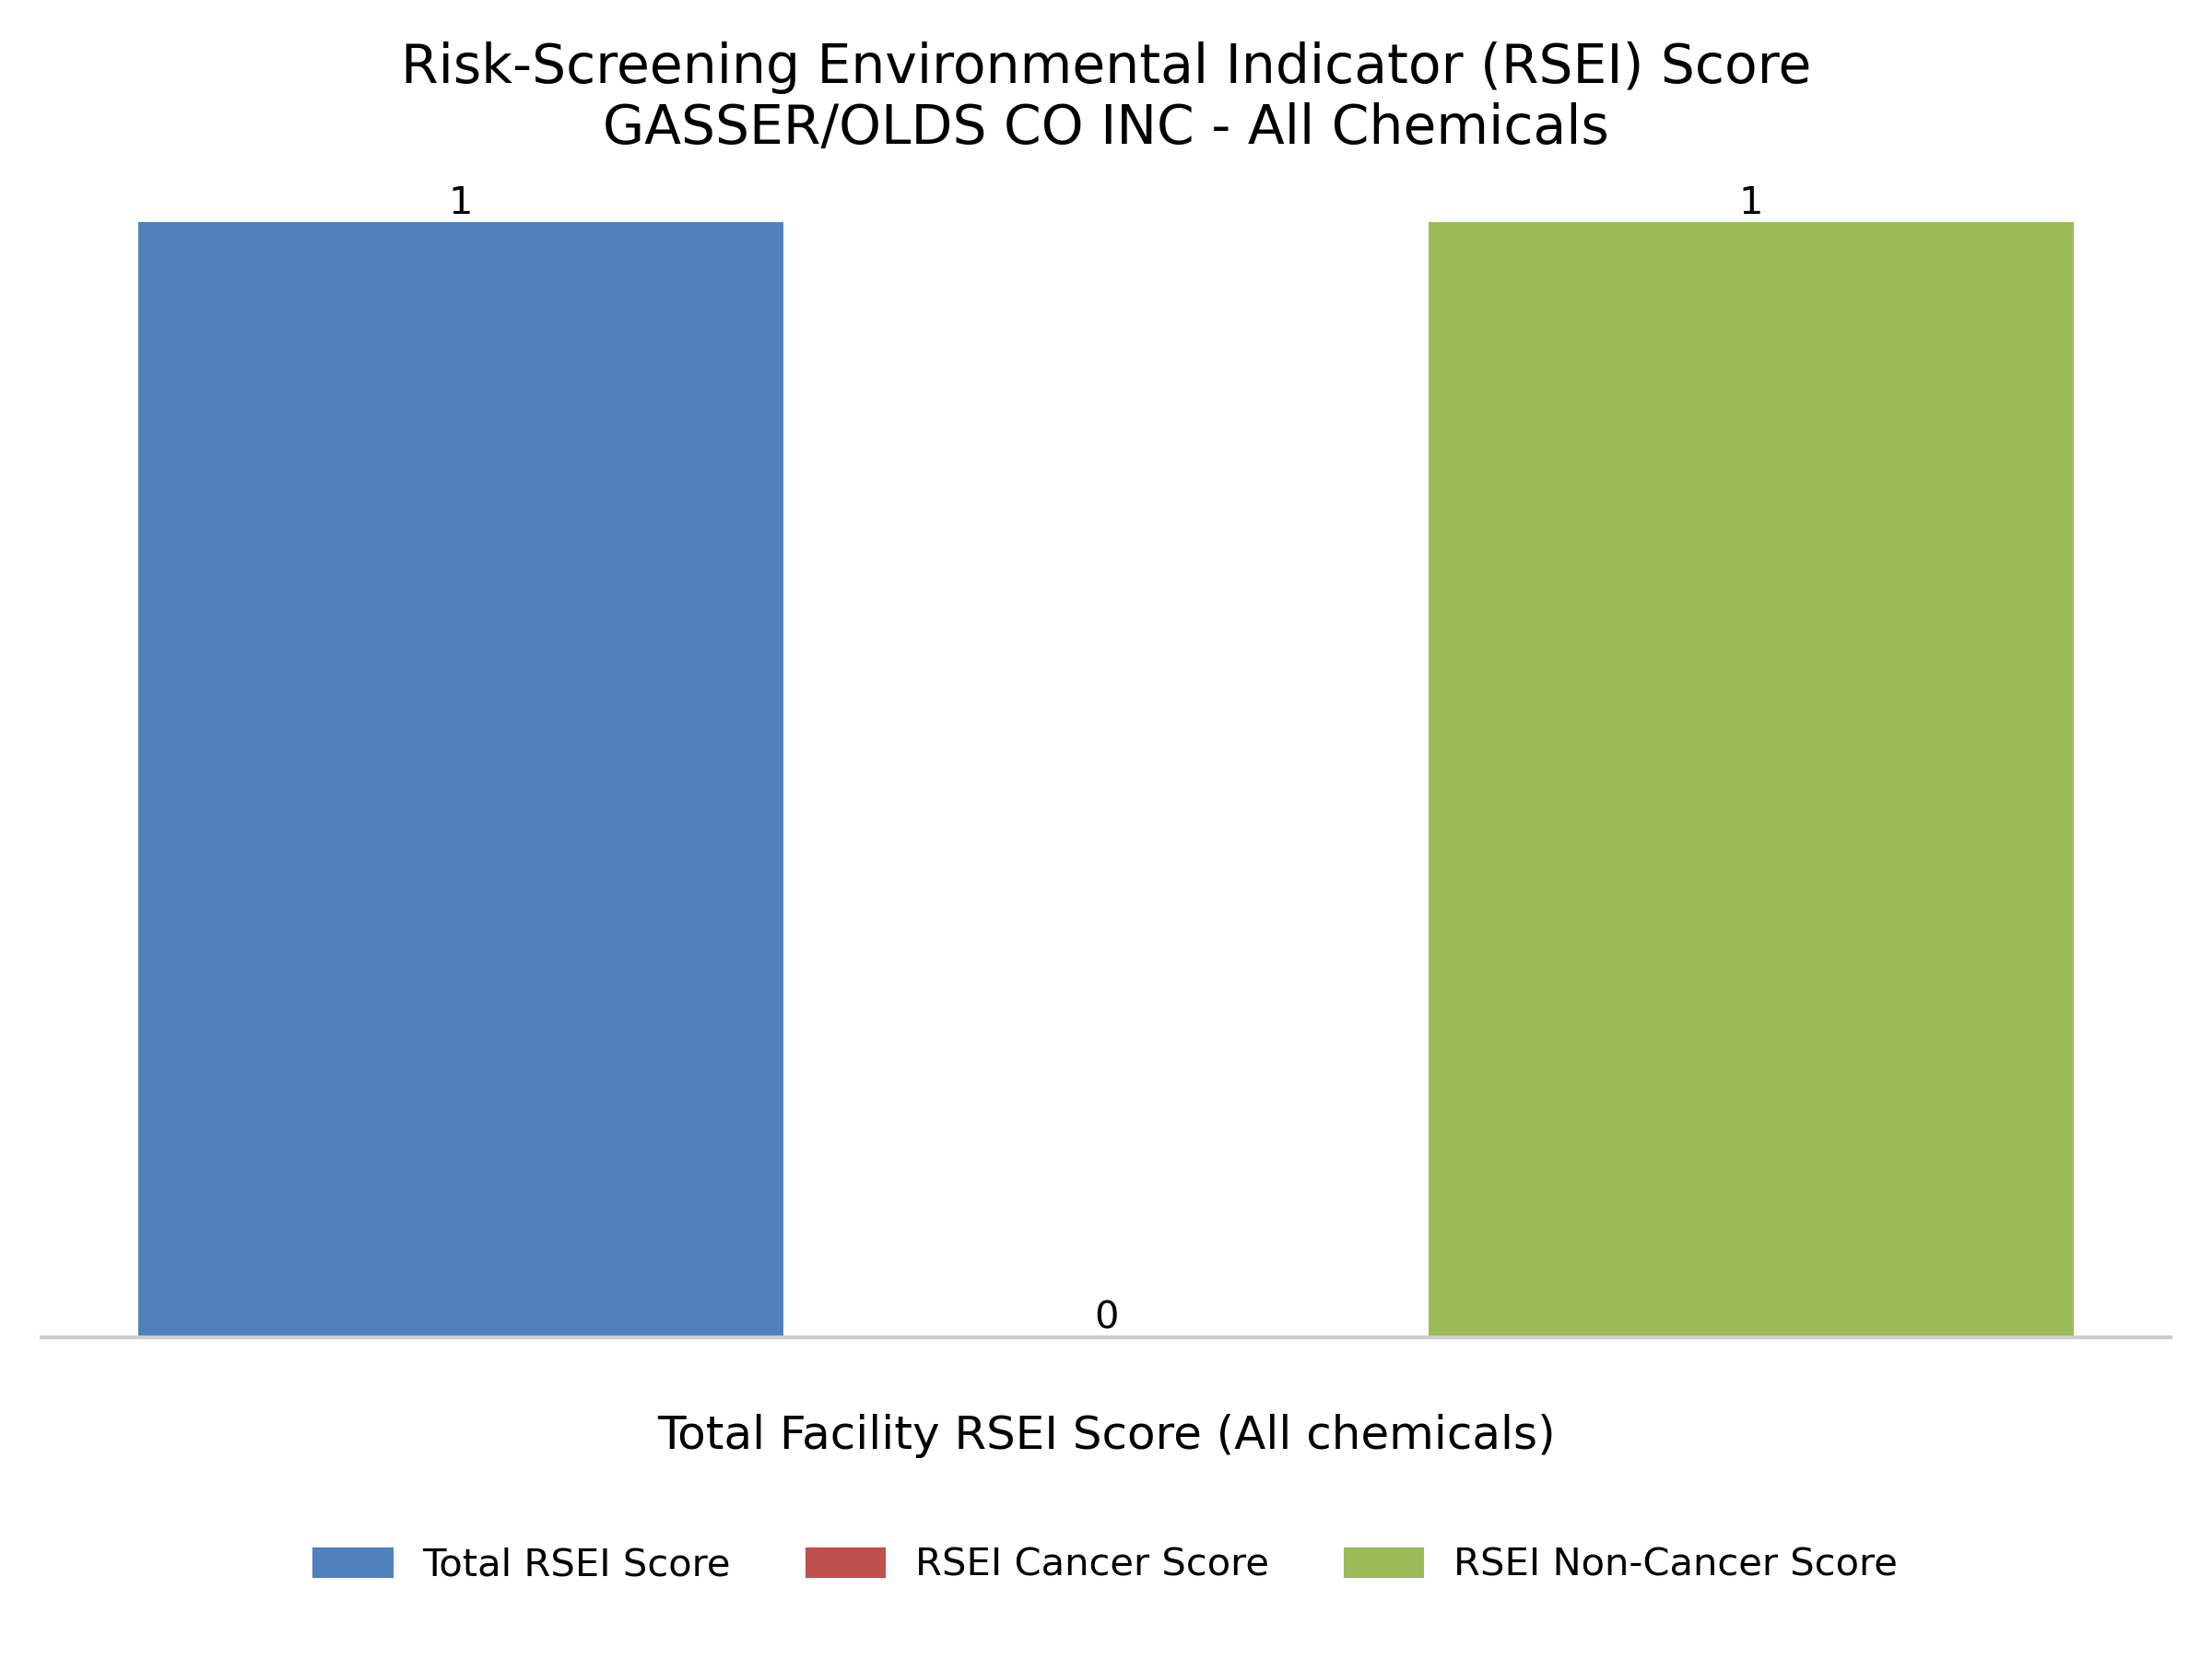 Risk-Screening Environmental Indicator (RSEI) Score
GASSER/OLDS CO INC - All Chemicals
1
1
0
Total Facility RSEI Score (All chemicals)
Total RSEI Score
RSEI Cancer Score
RSEI Non-Cancer Score